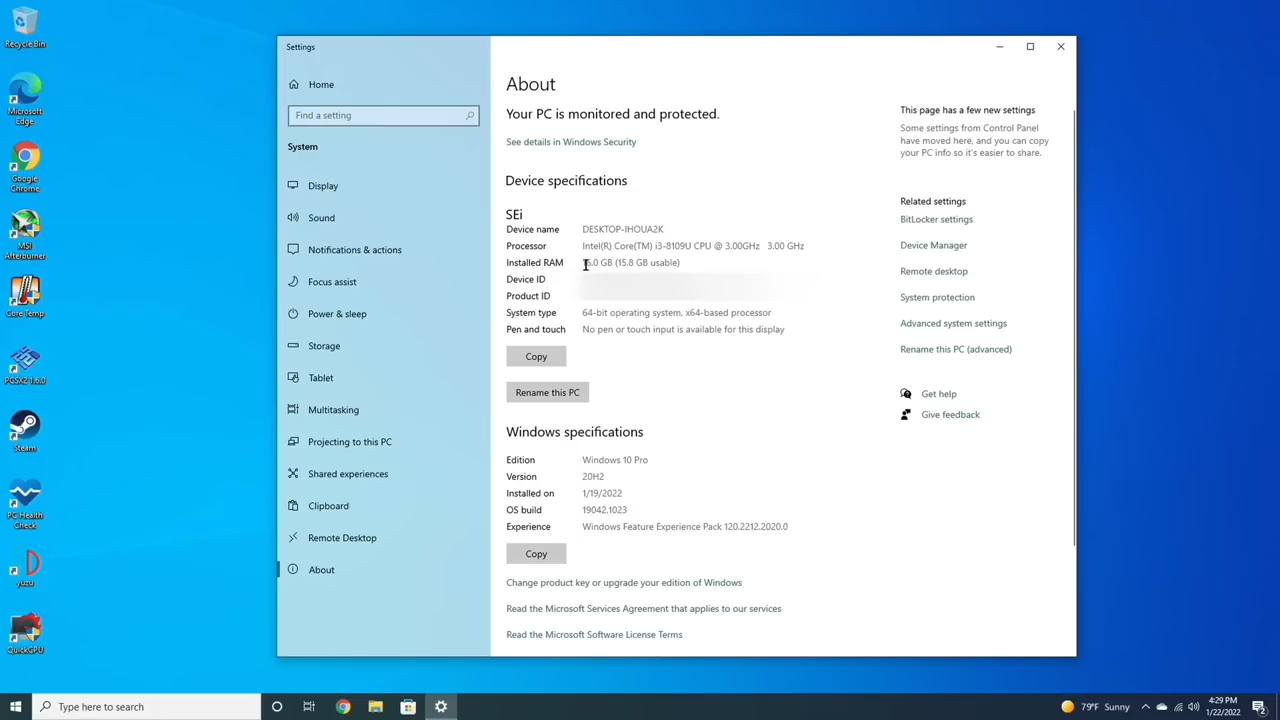 Recycle Bin
Microsoft
Edge
Google
Chrome
MSI
Afterburner
CoreTemp
PCSX2 1.6.0
Steam
PC Health
Check
yuzu
QuickCPU
Settings
Home
Find a setting
System
Display
Sound
Notifications & actions
Focus assist
Power & sleep
Storage
Tablet
Multitasking
Projecting to this PC
Shared experiences
Clipboard
Remote Desktop
About
About
Your PC is monitored and protected.
See details in Windows Security
Device specifications
SEi
Device name DESKTOP-IHOUA2K
Processor Intel(R) Core(TM) i3-8109U CPU @ 3.00GHz 3.00 GHz
Installed RAM 16.0 GB (15.8 GB usable)
Device ID
Product ID
System type 64-bit operating system, x64-based processor
Pen and touch No pen or touch input is available for this display
Copy
Rename this PC
Windows specifications
Edition Windows 10 Pro
Version 20H2
Installed on 1/19/2022
OS build 19042.1023
Experience Windows Feature Experience Pack 120.2212.2020.0
Copy
Change product key or upgrade your edition of Windows
Read the Microsoft Services Agreement that applies to our services
Read the Microsoft Software License Terms
This page has a few new settings
Some settings from Control Panel
have moved here, and you can copy
your PC info so it's easier to share.
Related settings
BitLocker settings
Device Manager
Remote desktop
System protection
Advanced system settings
Rename this PC (advanced)
Get help
Give feedback
Type here to search
79°F Sunny
4:29 PM
1/22/2022
2